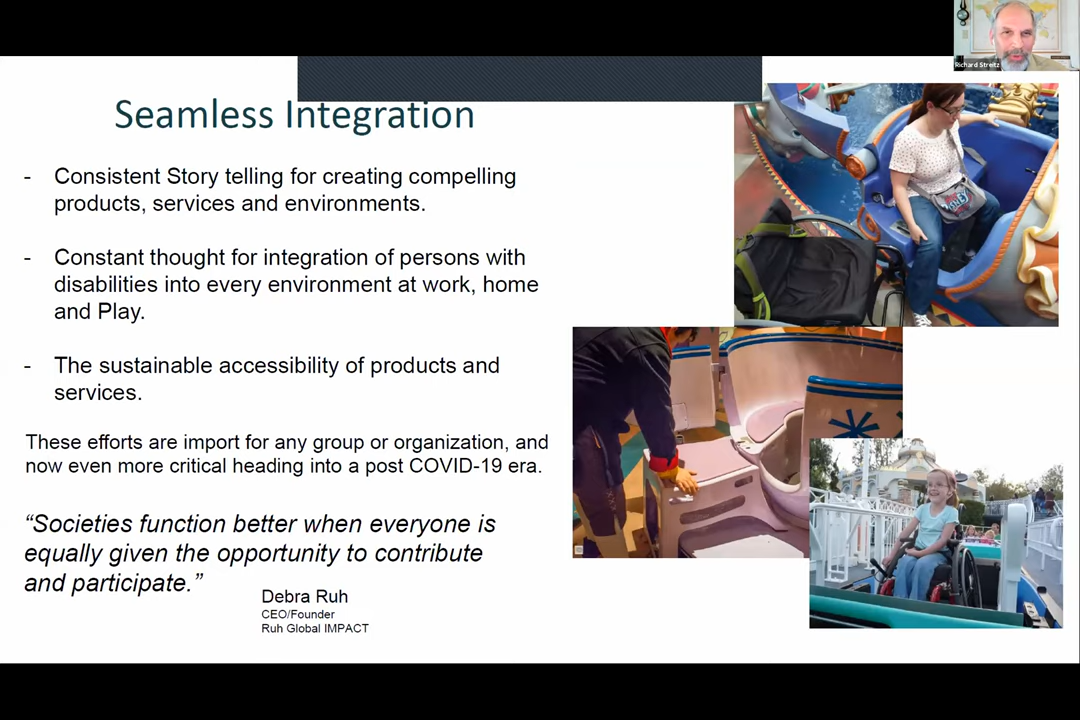 Richard Streitz
Seamless Integration
- Consistent Story telling for creating compelling
products, services and environments.
- Constant thought for integration of persons with
disabilities into every environment at work, home
and Play.
- The sustainable accessibility of products and
services.
These efforts are import for any group or organization, and
now even more critical heading into a post COVID-19 era.
“Societies function better when everyone is
equally given the opportunity to contribute
and participate.”
Debra Ruh
CEO/Founder
Ruh Global IMPACT